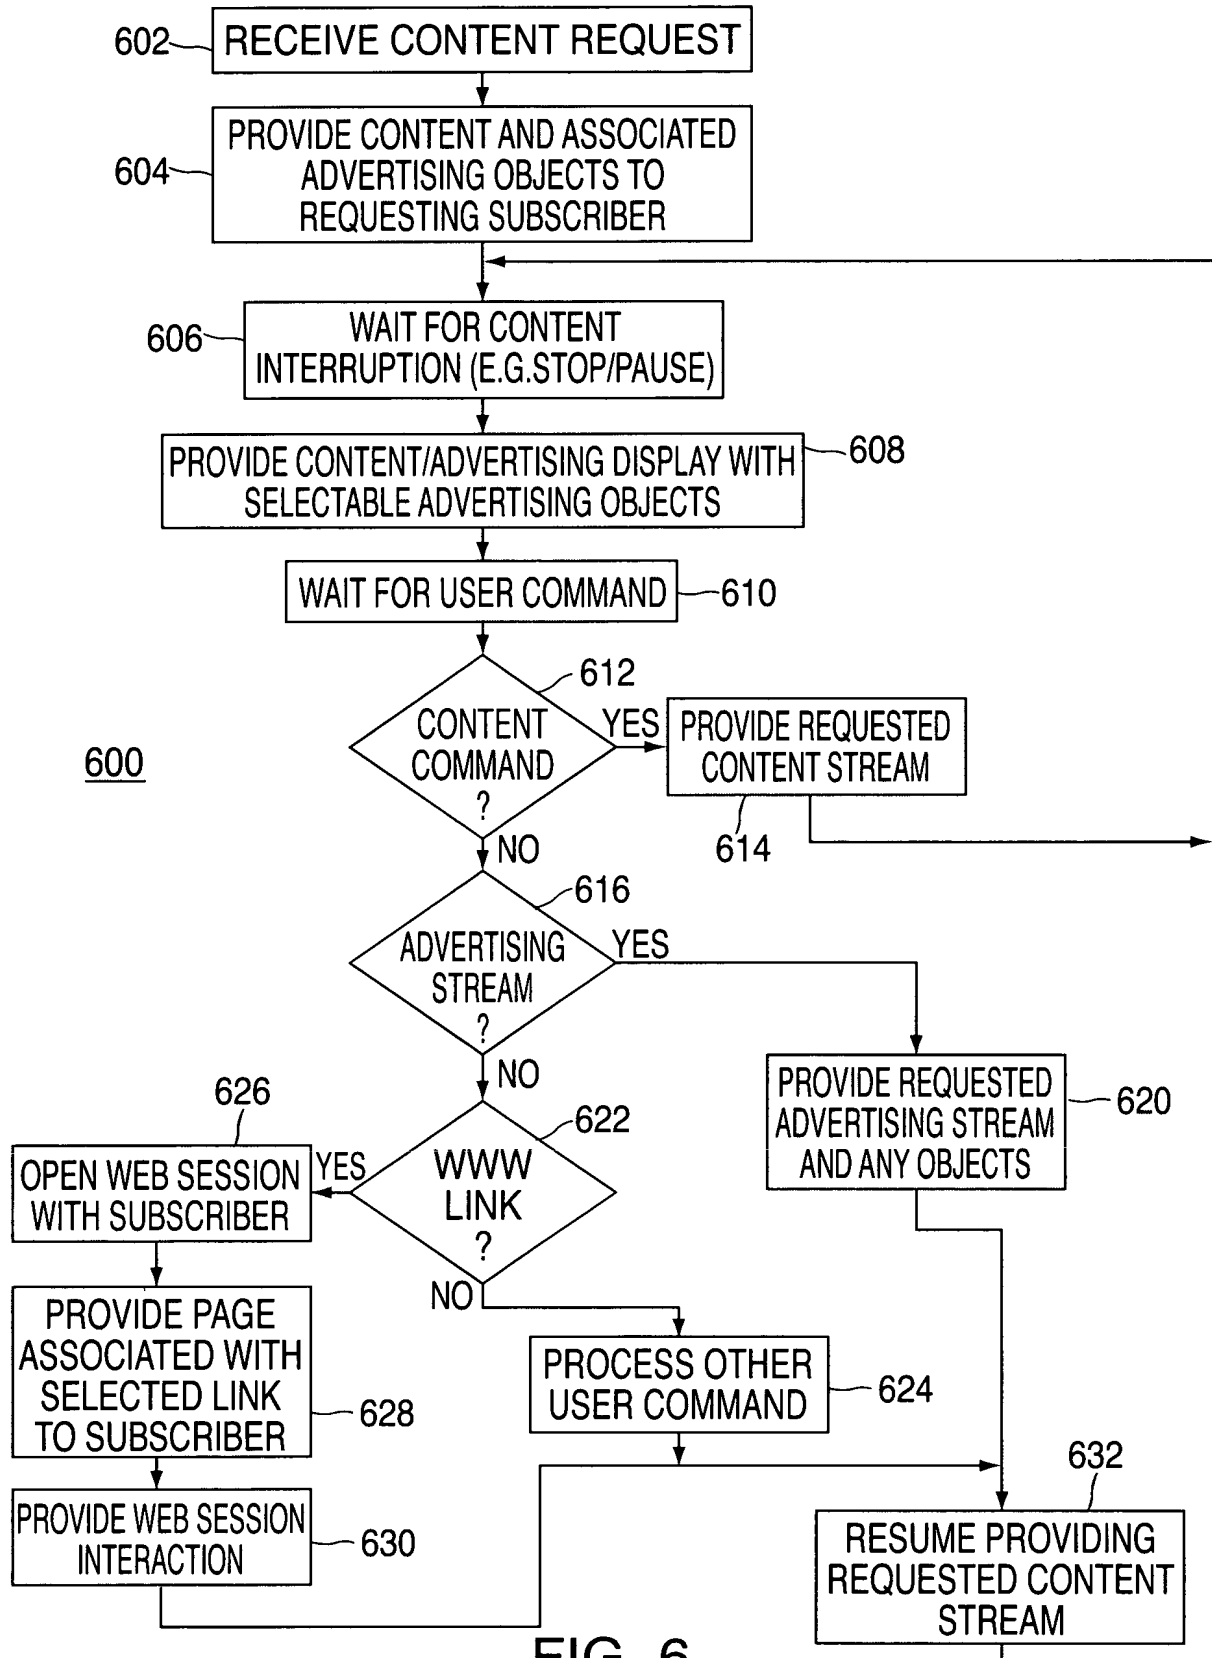 602
RECEIVE CONTENT REQUEST
604
PROVIDE CONTENT AND ASSOCIATED
ADVERTISING OBJECTS TO
REQUESTING SUBSCRIBER
606
WAIT FOR CONTENT
INTERRUPTION (E.G.STOP/PAUSE)
608
PROVIDE CONTENT/ADVERTISING DISPLAY WITH
SELECTABLE ADVERTISING OBJECTS
WAIT FOR USER COMMAND
610
612
CONTENT
COMMAND
?
YES
PROVIDE REQUESTED
CONTENT STREAM
614
600
NO
616
ADVERTISING
STREAM
?
YES
NO
PROVIDE REQUESTED
ADVERTISING STREAM
AND ANY OBJECTS
620
622
WWW
LINK
?
YES
626
OPEN WEB SESSION
WITH SUBSCRIBER
NO
PROVIDE PAGE
ASSOCIATED WITH
SELECTED LINK
TO SUBSCRIBER
628
PROCESS OTHER
USER COMMAND
624
PROVIDE WEB SESSION
INTERACTION
630
632
RESUME PROVIDING
REQUESTED CONTENT
STREAM
FIG. 6